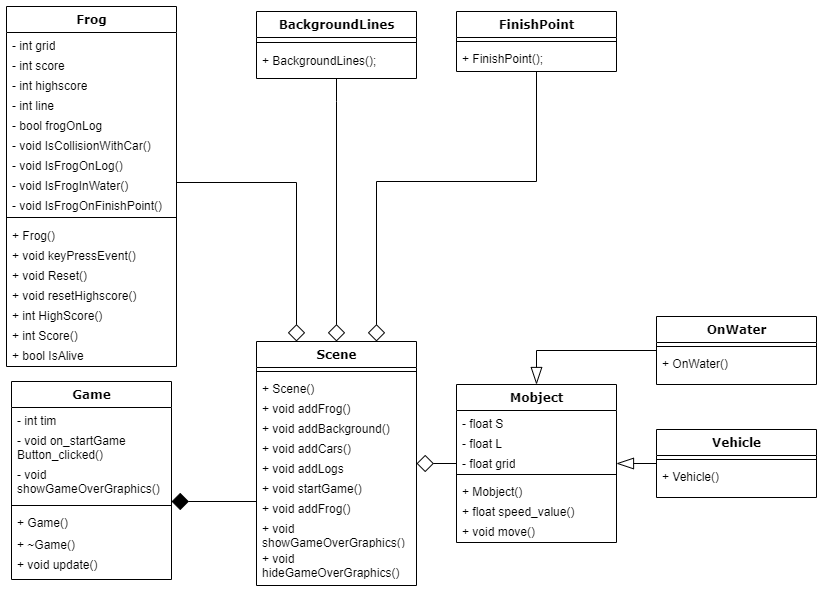 Frog
- int grid
- int score
- int highscore
- int line
- bool frogOnLog
- void IsCollisionWithCar()
- void IsFrogOnLog()
- void IsFrogInWater()
- void IsFrogOnFinishPoint()
+ Frog()
+ void keyPressEvent()
+ void Reset()
+ void resetHighscore()
+ int HighScore()
+ int Score()
+ bool IsAlive
BackgroundLines
+ BackgroundLines();
FinishPoint
+ FinishPoint();
Game
- int tim
- void on_startGame
Button_clicked()
- void
showGameOverGraphics()
+ Game()
+ ~Game()
+ void update()
Scene
+ Scene()
+ void addFrog()
+ void addBackground()
+ void addCars()
+ void addLogs
+ void startGame()
+ void addFrog()
+ void
showGameOverGraphics()
+ void
hideGameOverGraphics()
Mobject
- float S
- float L
- float grid
+ Mobject()
+ float speed_value()
+ void move()
OnWater
+ OnWater()
Vehicle
+ Vehicle()